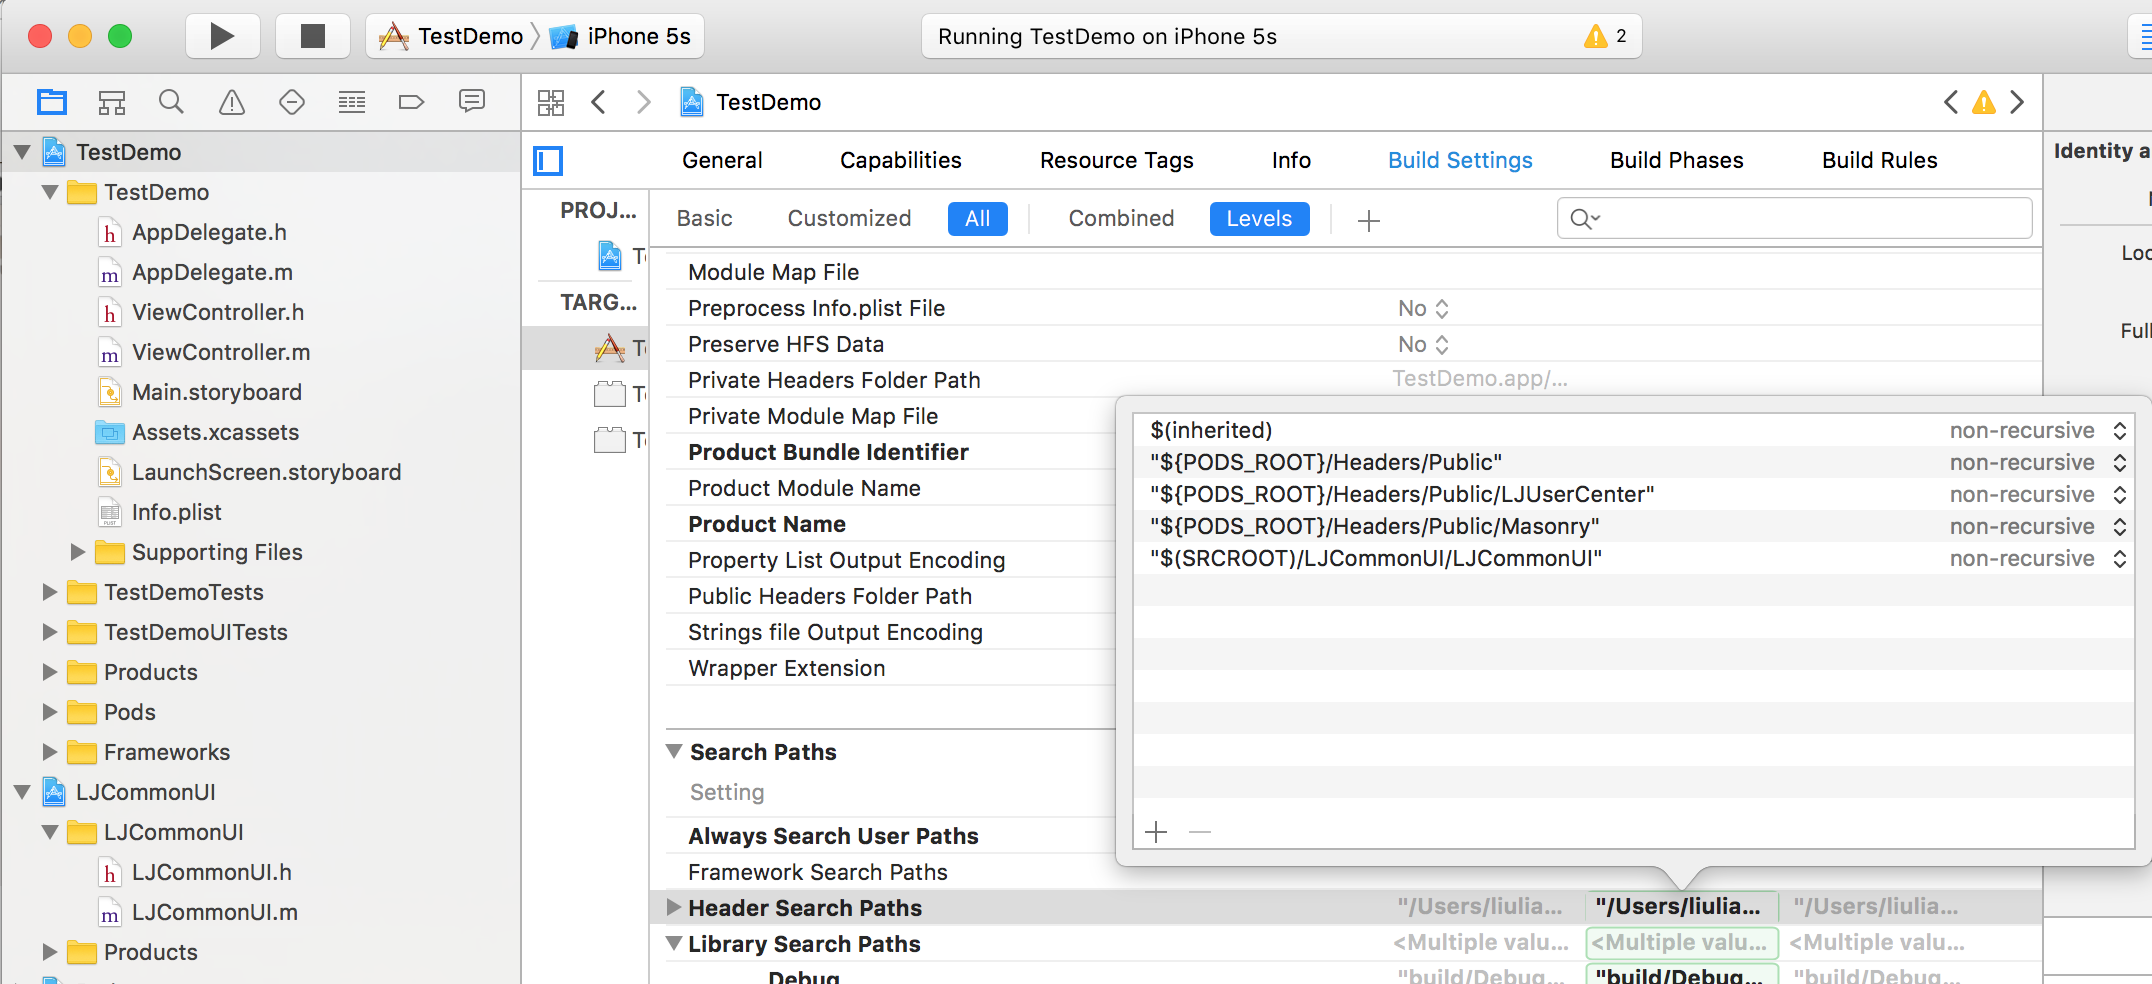 TestDemo
iPhone 5s
Running TestDemo on iPhone 5s
2
TestDemo
Identity a
General
Capabilities
Resource Tags
Info
Build Settings
Build Phases
Build Rules
PROJ...
TARG...
Basic
Customized
All
Combined
Levels
Loc
Full
TestDemo
TestDemo
h AppDelegate.h
m AppDelegate.m
h ViewController.h
m ViewController.m
Main.storyboard
Assets.xcassets
LaunchScreen.storyboard
Info.plist
Supporting Files
TestDemoTests
TestDemoUITests
Products
Pods
Frameworks
LJCommonUI
LJCommonUI
h LJCommonUI.h
m LJCommonUI.m
Products
Module Map File
Preprocess Info.plist File No
Preserve HFS Data No
Private Headers Folder Path TestDemo.app/...
Private Module Map File
Product Bundle Identifier
Product Module Name
Product Name
Property List Output Encoding
Public Headers Folder Path
Strings file Output Encoding
Wrapper Extension
$(inherited) non-recursive
"${PODS_ROOT}/Headers/Public" non-recursive
"${PODS_ROOT}/Headers/Public/LJUserCenter" non-recursive
"${PODS_ROOT}/Headers/Public/Masonry" non-recursive
"$(SRCROOT)/LJCommonUI/LJCommonUI" non-recursive
Search Paths
Setting
Always Search User Paths
Framework Search Paths
Header Search Paths "/Users/liulia... "/Users/liulia... "/Users/liulia...
Library Search Paths <Multiple valu... <Multiple valu... <Multiple valu...
Debug "build/Debug... "build/Debug... "build/Debug...